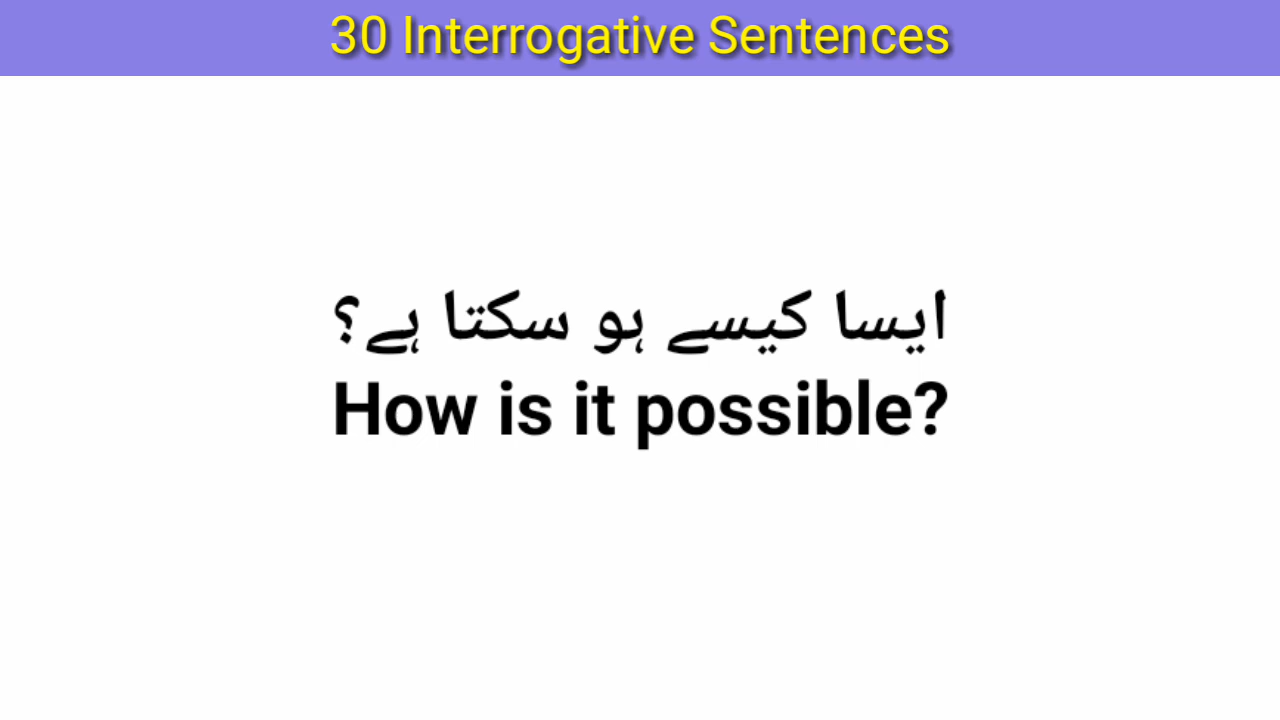 30 Interrogative Sentences
ایسا کیسے ہو سکتا ہے؟
How is it possible?